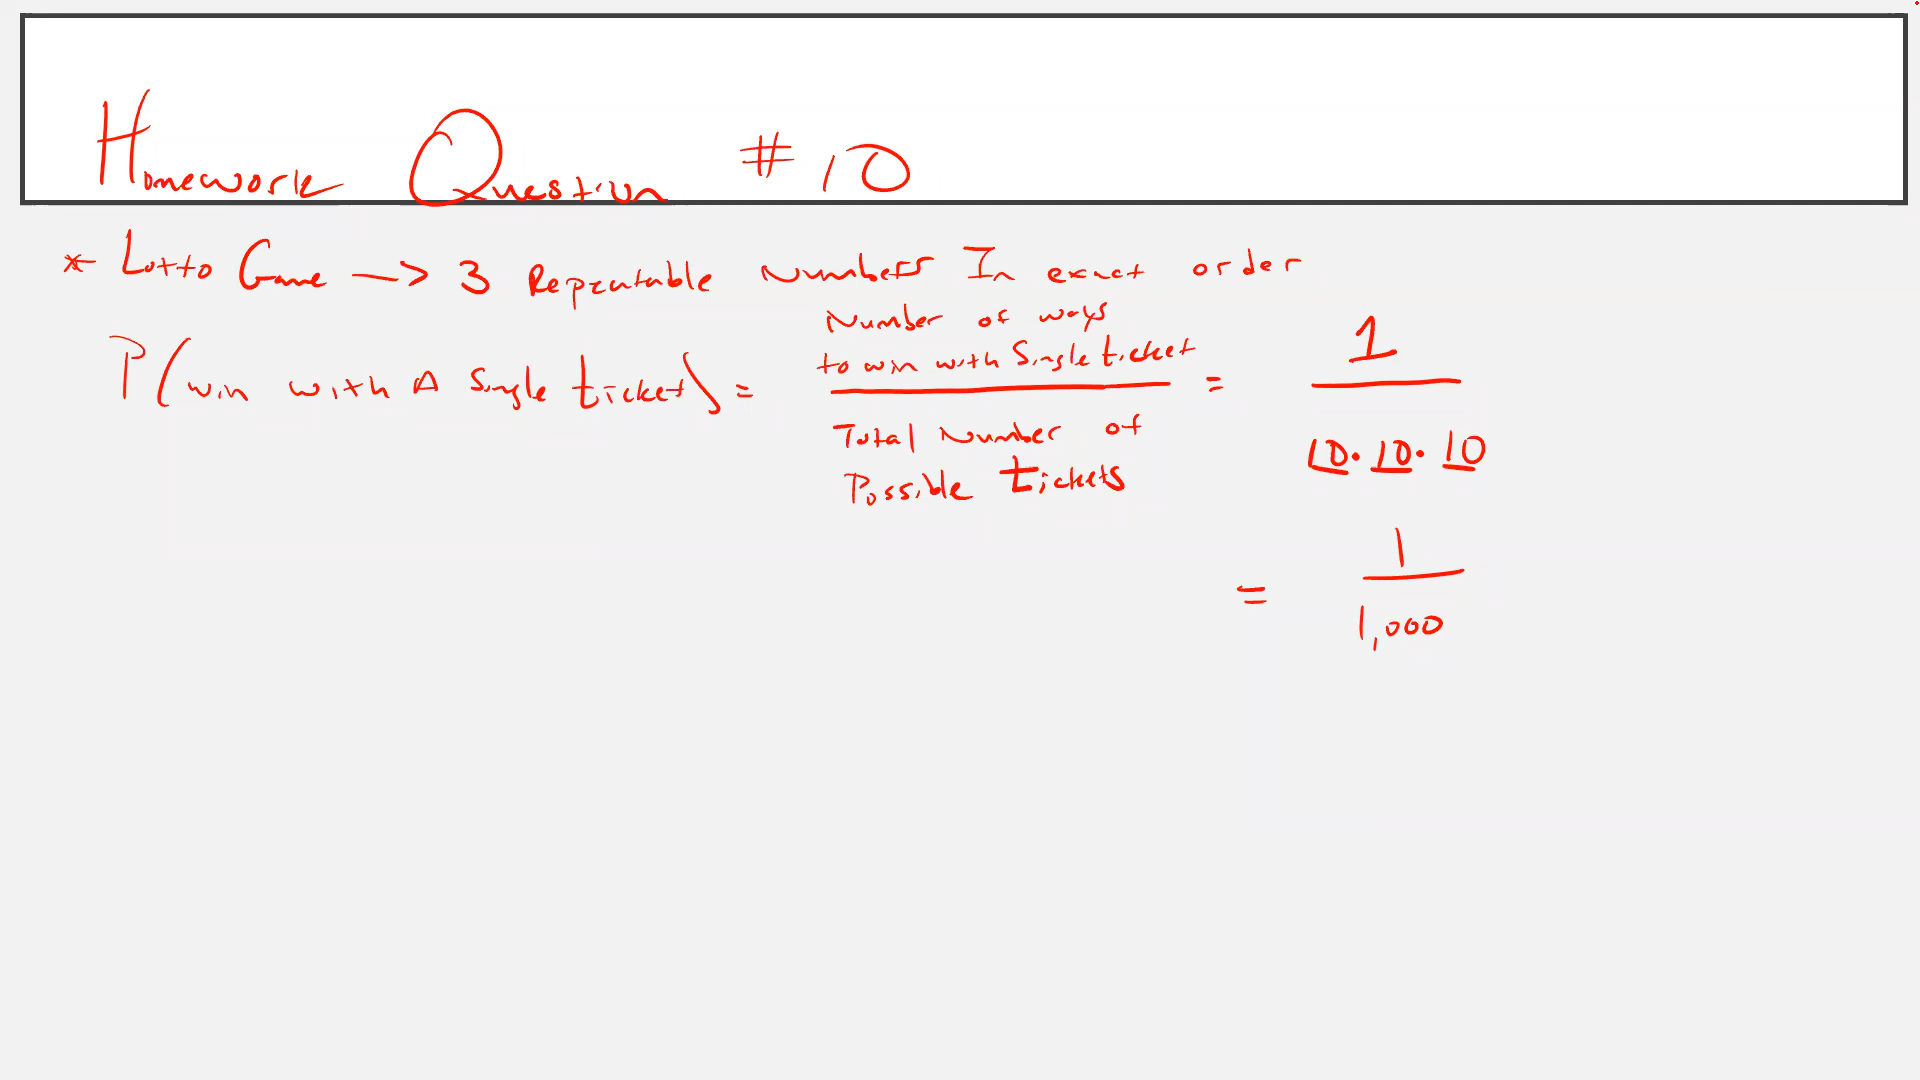 Homework Question # 10
* Lotto Game → 3 Repeatable Numbers In exact order
P(win with A Single ticket) = Number of ways to win with Single ticket / Total Number of Possible tickets = 1 / 10 · 10 · 10
= 1 / 1,000